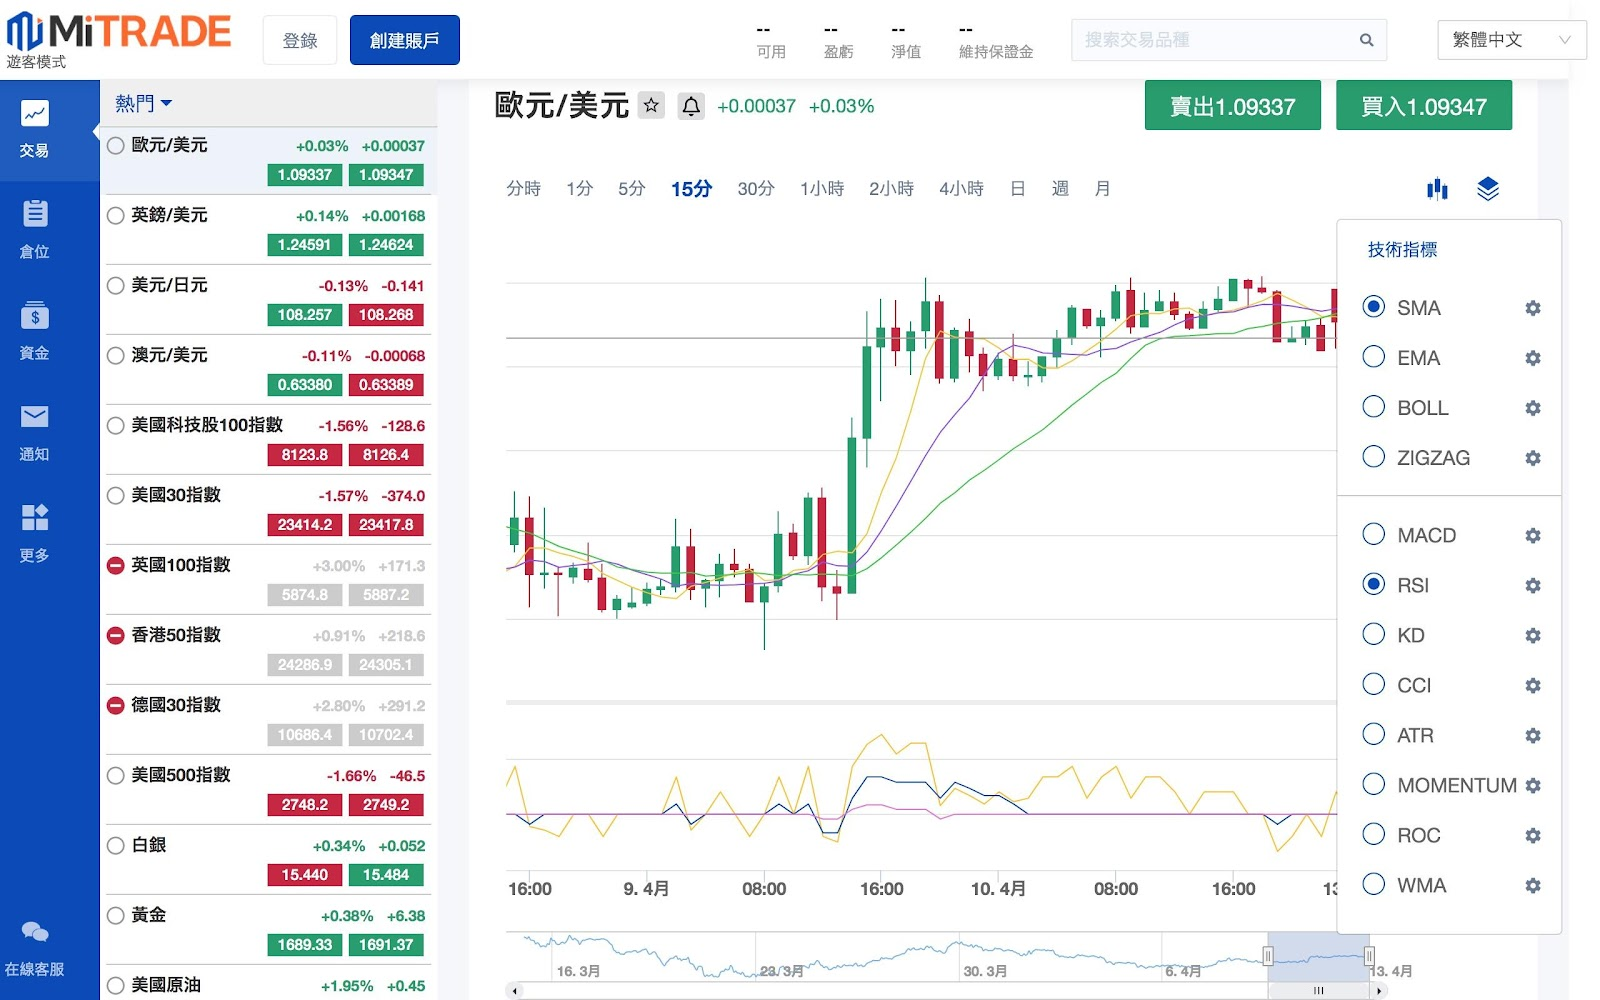 MiTRADE
遊客模式
登錄
創建賬戶
-- -- -- --
可用 盈虧 淨值 維持保證金
搜索交易品種
繁體中文
交易
倉位
資金
通知
更多
在線客服
熱門
歐元/美元 +0.03% +0.00037
1.09337 1.09347
英鎊/美元 +0.14% +0.00168
1.24591 1.24624
美元/日元 -0.13% -0.141
108.257 108.268
澳元/美元 -0.11% -0.00068
0.63380 0.63389
美國科技股100指數 -1.56% -128.6
8123.8 8126.4
美國30指數 -1.57% -374.0
23414.2 23417.8
英國100指數 +3.00% +171.3
5874.8 5887.2
香港50指數 +0.91% +218.6
24286.9 24305.1
德國30指數 +2.80% +291.2
10686.4 10702.4
美國500指數 -1.66% -46.5
2748.2 2749.2
白銀 +0.34% +0.052
15.440 15.484
黃金 +0.38% +6.38
1689.33 1691.37
美國原油 +1.95% +0.45
歐元/美元 +0.00037 +0.03%
賣出1.09337 買入1.09347
分時 1分 5分 15分 30分 1小時 2小時 4小時 日 週 月
技術指標
SMA
EMA
BOLL
ZIGZAG
MACD
RSI
KD
CCI
ATR
MOMENTUM
ROC
WMA
16:00 9. 4月 08:00 16:00 10. 4月 08:00 16:00 13
16. 3月 23. 3月 30. 3月 6. 4月 13. 4月